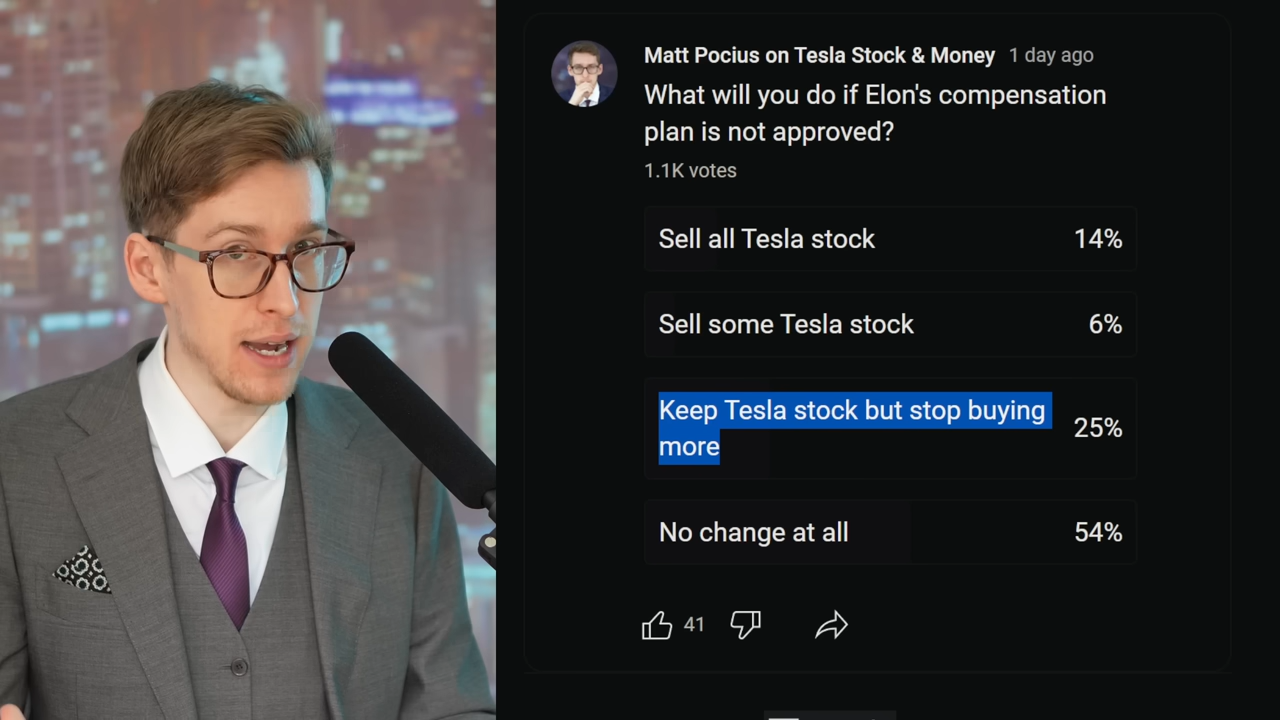 Matt Pocius on Tesla Stock & Money 1 day ago
What will you do if Elon's compensation
plan is not approved?
1.1K votes
Sell all Tesla stock 14%
Sell some Tesla stock 6%
Keep Tesla stock but stop buying
more 25%
No change at all 54%
41